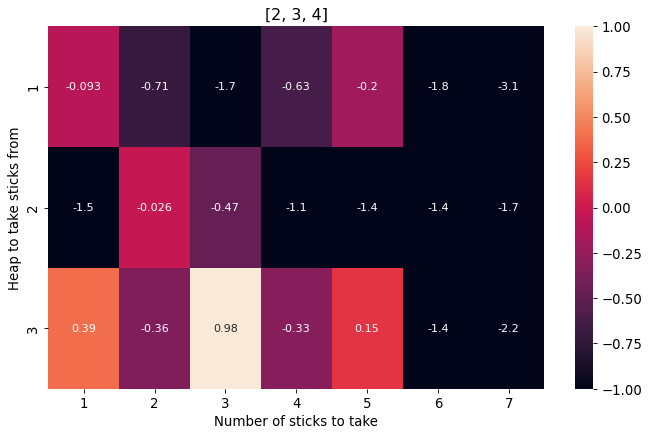 [2, 3, 4]
Heap to take sticks from
1
-0.093 -0.71 -1.7 -0.63 -0.2 -1.8 -3.1
2
-1.5 -0.026 -0.47 -1.1 -1.4 -1.4 -1.7
3
0.39 -0.36 0.98 -0.33 0.15 -1.4 -2.2
1 2 3 4 5 6 7
Number of sticks to take
1.00
0.75
0.50
0.25
0.00
−0.25
−0.50
−0.75
−1.00